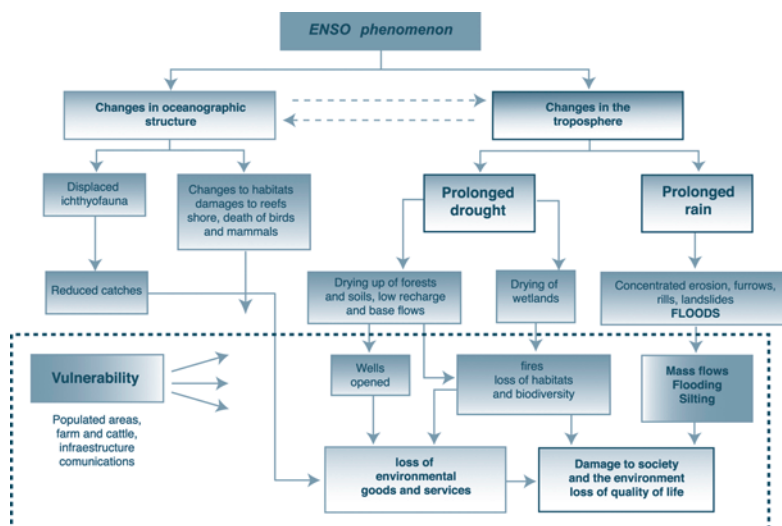 ENSO phenomenon
Changes in oceanographic
structure
Changes in the
troposphere
Displaced
ichthyofauna
Changes to habitats
damages to reefs
shore, death of birds
and mammals
Prolonged
drought
Prolonged
rain
Reduced catches
Drying up of forests
and soils, low recharge
and base flows
Drying of
wetlands
Concentrated erosion, furrows,
rills, landslides
FLOODS
Vulnerability
Populated areas,
farm and cattle,
infraestructure
comunications
Wells
opened
fires
loss of habitats
and biodiversity
Mass flows
Flooding
Silting
loss of
environmental
goods and services
Damage to society
and the environment
loss of quality of life